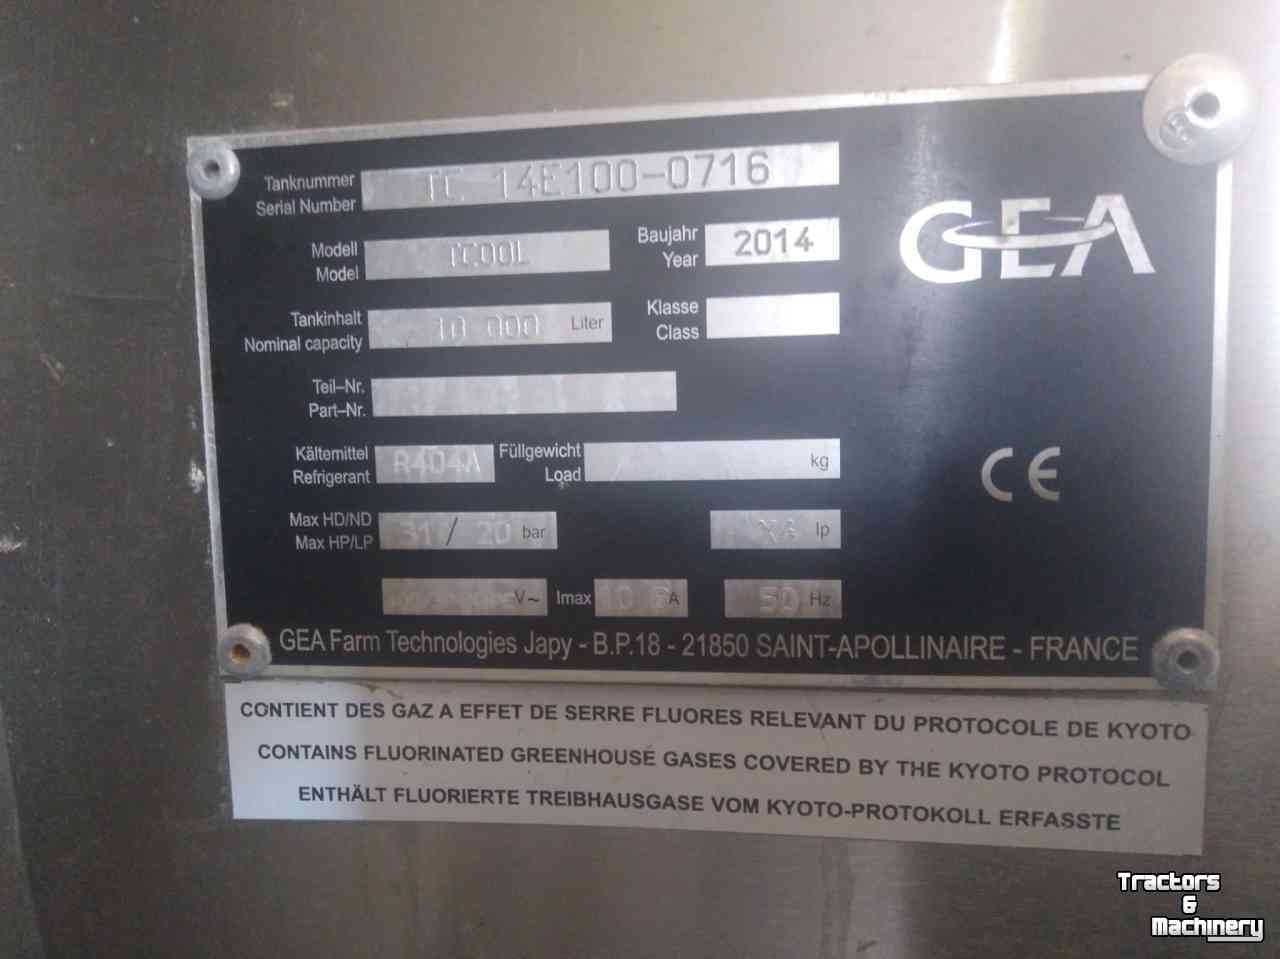 Tanknummer
Serial Number TC 14E100-0716
Modell
Model TCOOL
Baujahr
Year 2014
GEA
Tankinhalt
Nominal capacity 10 000 Liter
Klasse
Class
Teil-Nr.
Part-Nr.
Kältemittel
Refrigerant R404A
Füllgewicht
Load kg
CE
Max HD/ND
Max HP/LP 31 / 20 bar
Ip
V~ Imax A 50 Hz
GEA Farm Technologies Japy - B.P.18 - 21850 SAINT-APOLLINAIRE - FRANCE
CONTIENT DES GAZ A EFFET DE SERRE FLUORES RELEVANT DU PROTOCOLE DE KYOTO
CONTAINS FLUORINATED GREENHOUSE GASES COVERED BY THE KYOTO PROTOCOL
ENTHÄLT FLUORIERTE TREIBHAUSGASE VOM KYOTO-PROTOKOLL ERFASSTE
Tractors
&
Machinery